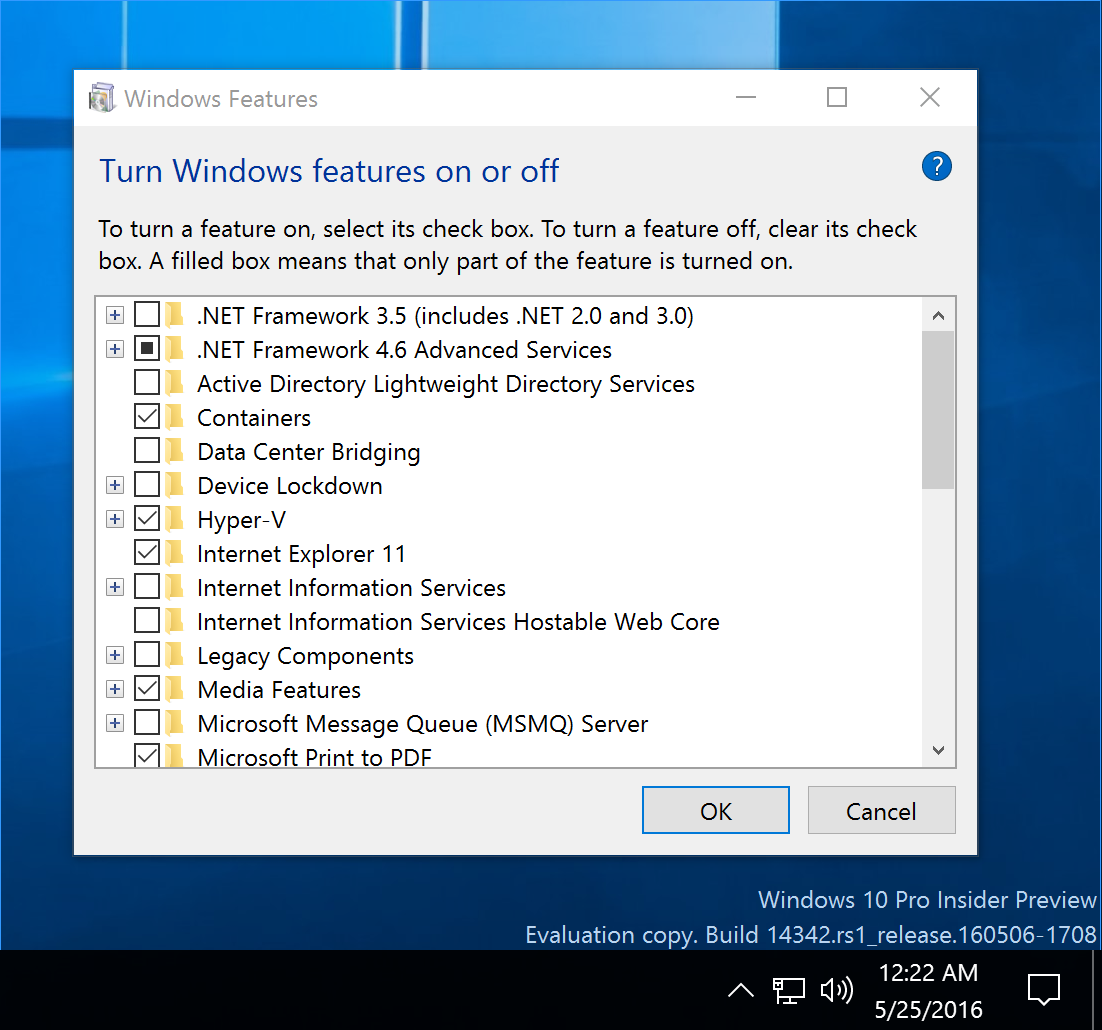 Windows Features
Turn Windows features on or off
?
To turn a feature on, select its check box. To turn a feature off, clear its check
box. A filled box means that only part of the feature is turned on.
.NET Framework 3.5 (includes .NET 2.0 and 3.0)
.NET Framework 4.6 Advanced Services
Active Directory Lightweight Directory Services
Containers
Data Center Bridging
Device Lockdown
Hyper-V
Internet Explorer 11
Internet Information Services
Internet Information Services Hostable Web Core
Legacy Components
Media Features
Microsoft Message Queue (MSMQ) Server
Microsoft Print to PDF
OK
Cancel
Windows 10 Pro Insider Preview
Evaluation copy. Build 14342.rs1_release.160506-1708
12:22 AM
5/25/2016